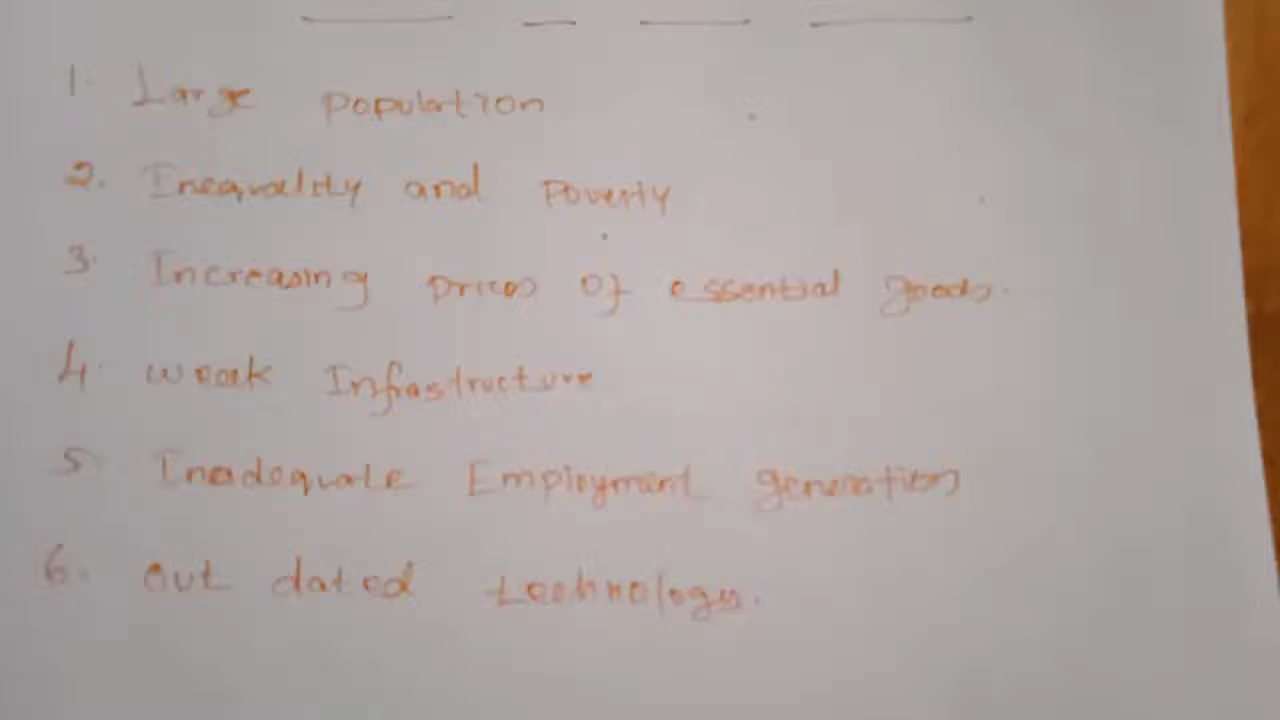 1. Large population
2. Inequality and Poverty
3. Increasing prices of essential goods.
4. weak Infrastructure
5. Inadequate Employment generation
6. out dated technology.